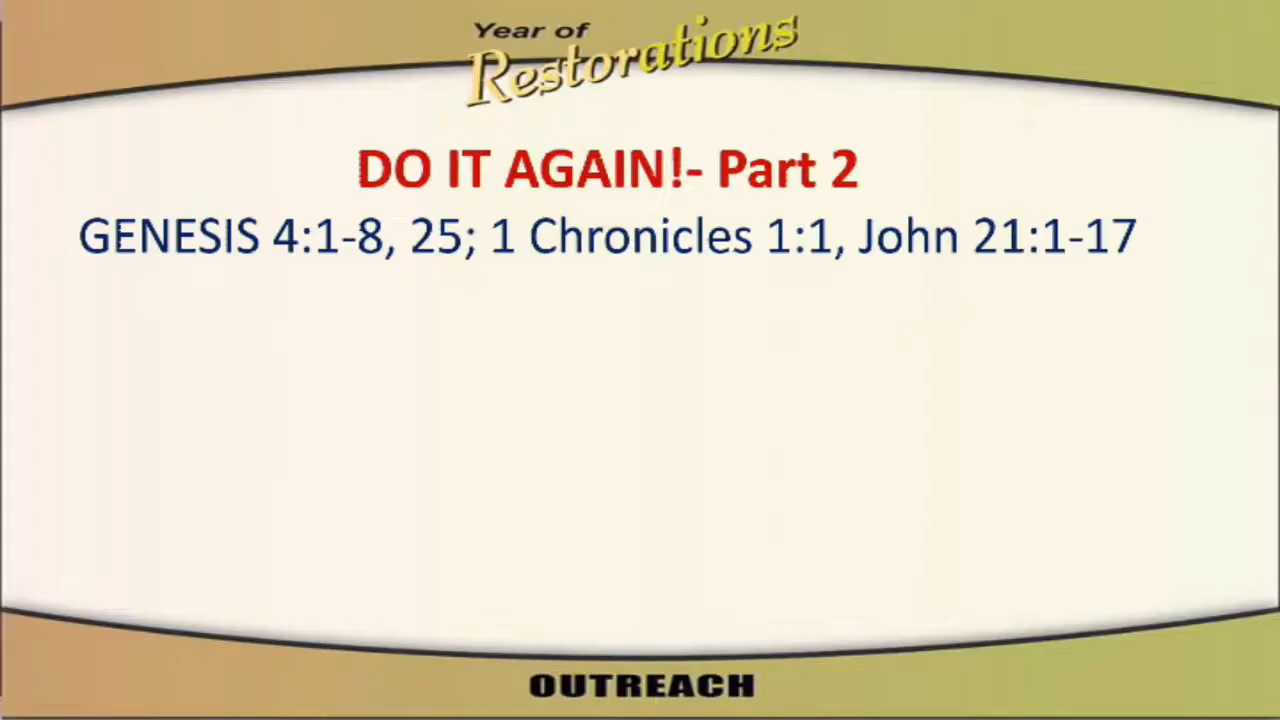 Year of
Restorations
DO IT AGAIN!- Part 2
GENESIS 4:1-8, 25; 1 Chronicles 1:1, John 21:1-17
OUTREACH